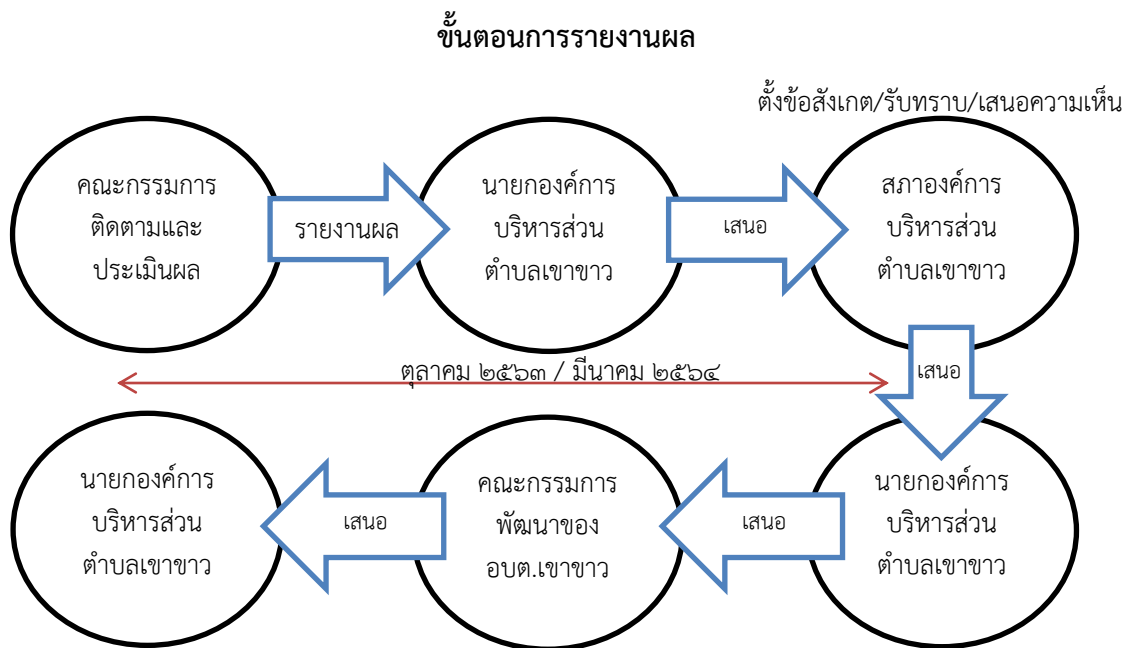 ขั้นตอนการรายงานผล
ตั้งข้อสังเกต/รับทราบ/เสนอความเห็น
คณะกรรมการ
ติดตามและ
ประเมินผล
รายงานผล
นายกองค์การ
บริหารส่วน
ตำบลเขาขาว
เสนอ
สภาองค์การ
บริหารส่วน
ตำบลเขาขาว
เสนอ
ตุลาคม ๒๕๖๓ / มีนาคม ๒๕๖๔
นายกองค์การ
บริหารส่วน
ตำบลเขาขาว
เสนอ
คณะกรรมการ
พัฒนาของ
อบต.เขาขาว
เสนอ
นายกองค์การ
บริหารส่วน
ตำบลเขาขาว